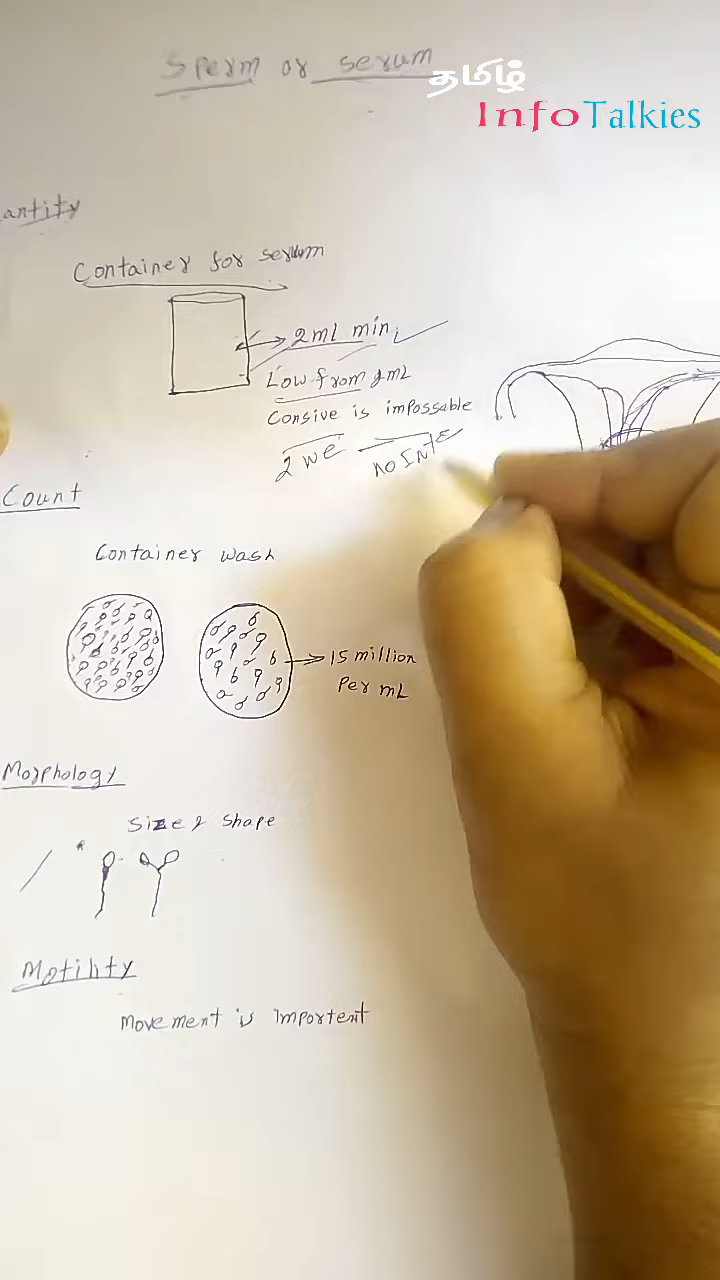 Sperm or serum
தமிழ்
InfoTalkies
antity
Container for serum
2ml min
Low from 2mL
Consive is impossable
2 we
no Inte
Count
Container wash
15 million
Per mL
Morphology
Size & Shape
Motility
Movement is importent